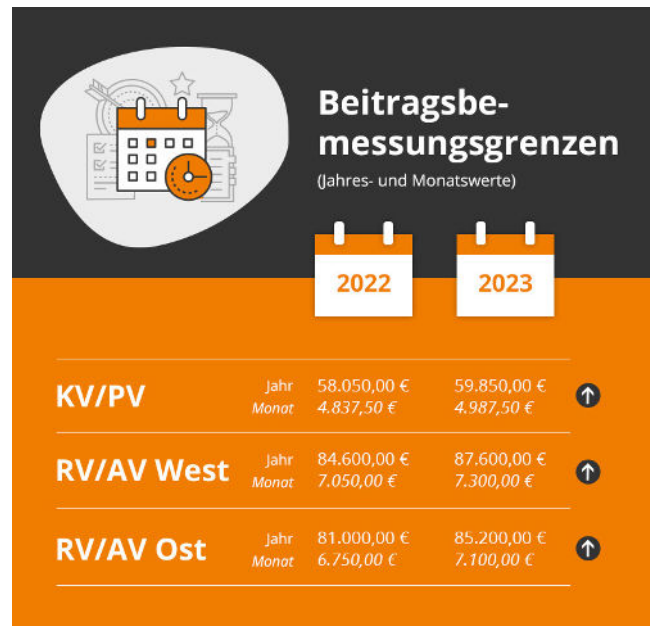 Beitragsbe-
messungsgrenzen
(Jahres- und Monatswerte)
2022 2023
KV/PV Jahr 58.050,00 € 59.850,00 €
Monat 4.837,50 € 4.987,50 €
RV/AV West Jahr 84.600,00 € 87.600,00 €
Monat 7.050,00 € 7.300,00 €
RV/AV Ost Jahr 81.000,00 € 85.200,00 €
Monat 6.750,00 € 7.100,00 €